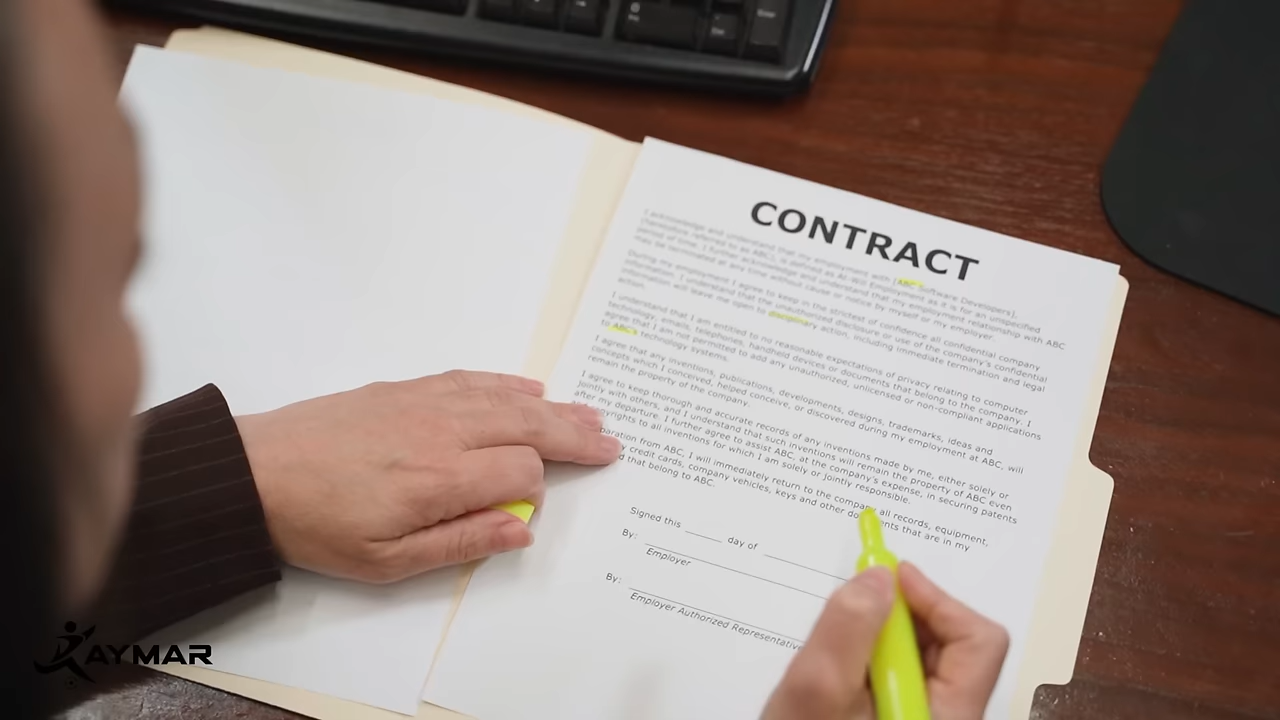 CONTRACT
I acknowledge and understand that my employment with [ABC Software Developers],
(hereinafter referred to as ABC), is defined as
period of time. I further acknowledge and understand that my employment relationship with ABC
may be terminated at any time without cause or notice by myself or my employer.
During the employment I agree to keep in the strictest of confidence all confidential company
information. I understand that the unauthorized disclosure or use of the company's confidential
information will leave me open to disciplinary action, including immediate termination and legal
action.
I understand that I am entitled to no reasonable expectations of privacy relating to computer
technology, emails, telephones, handheld devices or documents that belong to the company. I
agree that I am not permitted to add any unauthorized, unlicensed or non-compliant applications
to ABC's technology systems.
I agree that any inventions, publications, developments, designs, trademarks, ideas and
concepts which I conceived, helped conceive, or discovered during my employment at ABC, will
remain the property of the company.
I agree to keep thorough and accurate records of any inventions made by me, either solely or
jointly with others, and I understand that such inventions will remain the property of ABC even
after my departure. I further agree to assist ABC, at the company's expense, in securing patents
copyrights to all inventions for which I am solely or jointly responsible.
paration from ABC, I will immediately return to the company all records, equipment,
credit cards, company vehicles, keys and other documents that are in my
d that belong to ABC.
Signed this ______ day of
By:
Employer
By:
Employer Authorized Representative
KAYMAR